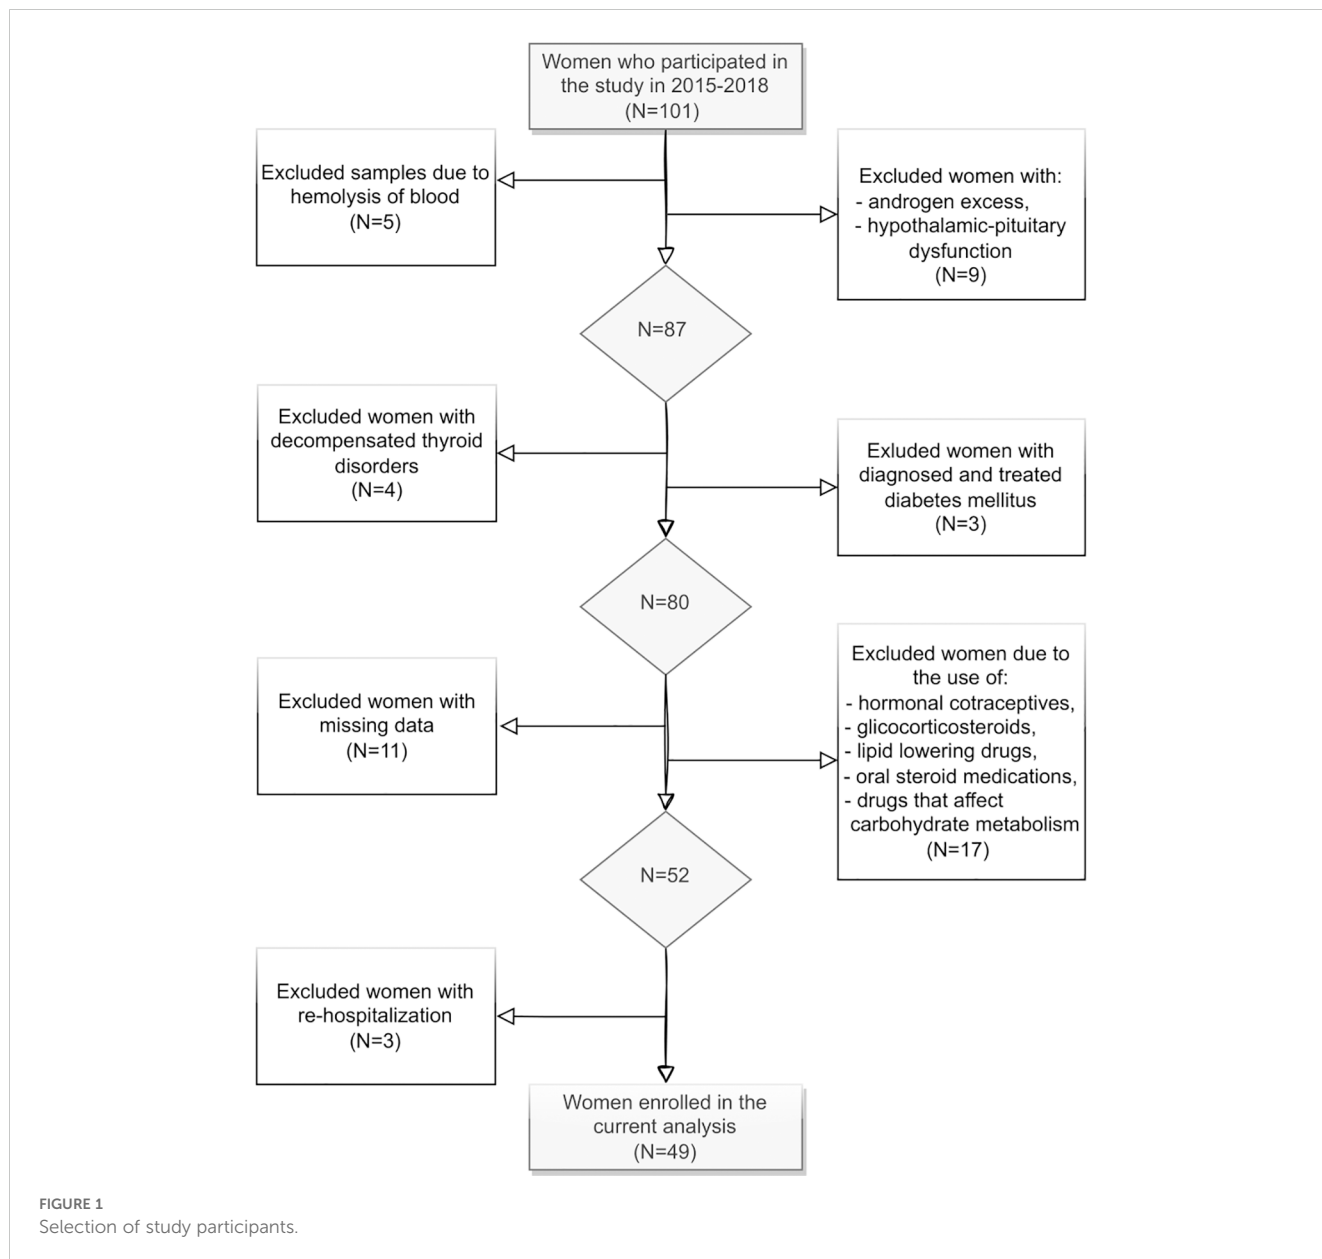 Women who participated in
the study in 2015-2018
(N=101)
Excluded samples due to
hemolysis of blood
(N=5)
Excluded women with:
- androgen excess,
- hypothalamic-pituitary
dysfunction
(N=9)
N=87
Excluded women with
decompensated thyroid
disorders
(N=4)
Exluded women with
diagnosed and treated
diabetes mellitus
(N=3)
N=80
Excluded women with
missing data
(N=11)
Excluded women due to
the use of:
- hormonal cotraceptives,
- glicocorticosteroids,
- lipid lowering drugs,
- oral steroid medications,
- drugs that affect
carbohydrate metabolism
(N=17)
N=52
Excluded women with
re-hospitalization
(N=3)
Women enrolled in the
current analysis
(N=49)
FIGURE 1
Selection of study participants.